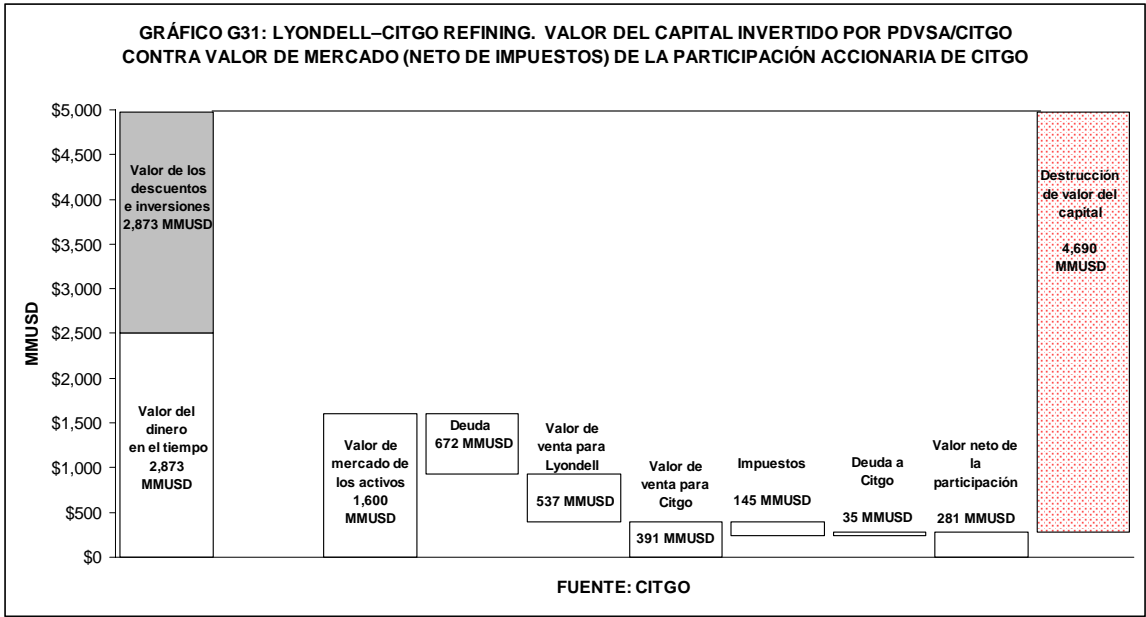 GRÁFICO G31: LYONDELL–CITGO REFINING. VALOR DEL CAPITAL INVERTIDO POR PDVSA/CITGO
CONTRA VALOR DE MERCADO (NETO DE IMPUESTOS) DE LA PARTICIPACIÓN ACCIONARIA DE CITGO
MMUSD
$5,000
$4,500
$4,000
$3,500
$3,000
$2,500
$2,000
$1,500
$1,000
$500
$0
Valor de los
descuentos
e inversiones
2,873 MMUSD
Valor del
dinero
en el tiempo
2,873
MMUSD
Valor de
mercado de
los activos
1,600
MMUSD
Deuda
672 MMUSD
Valor de
venta para
Lyondell
537 MMUSD
Valor de
venta para
Citgo
391 MMUSD
Impuestos
145 MMUSD
Deuda a
Citgo
35 MMUSD
Valor neto de
la
participación
281 MMUSD
Destrucción
de valor del
capital
4,690
MMUSD
FUENTE: CITGO